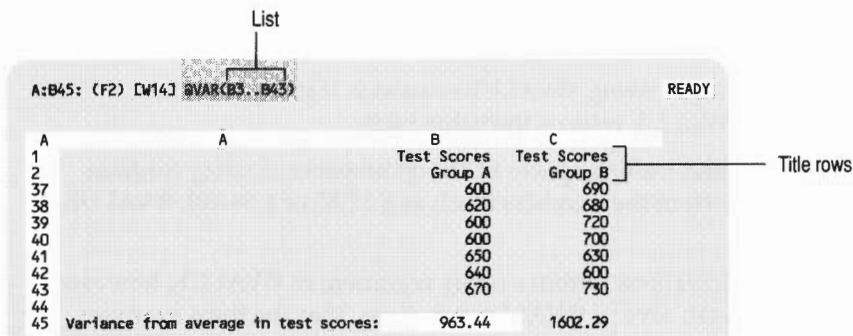 List
A:B45: (F2) [W14] @VAR(B3..B43) READY
A A B C
1 Test Scores Test Scores
2 Group A Group B Title rows
37 600 690
38 620 680
39 600 720
40 600 700
41 650 630
42 640 600
43 670 730
44
45 Variance from average in test scores: 963.44 1602.29